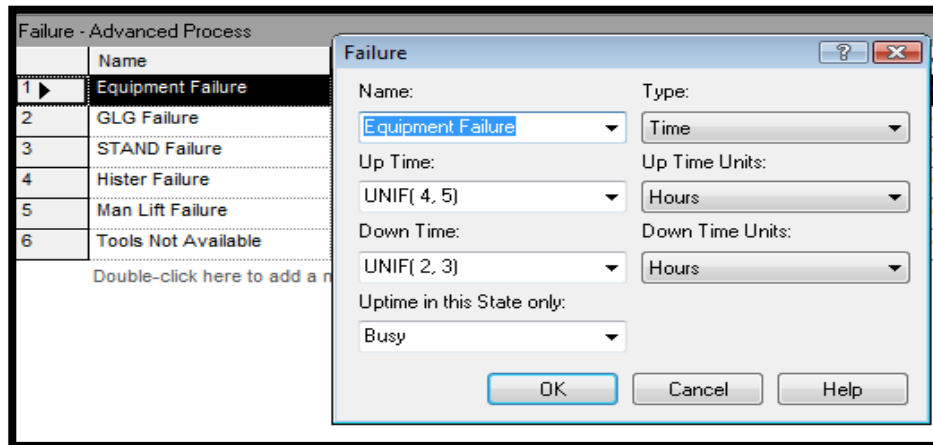 Failure - Advanced Process
Name
1 Equipment Failure
2 GLG Failure
3 STAND Failure
4 Hister Failure
5 Man Lift Failure
6 Tools Not Available
Double-click here to add a n
Failure
Name: Type:
Equipment Failure Time
Up Time: Up Time Units:
UNIF( 4, 5) Hours
Down Time: Down Time Units:
UNIF( 2, 3) Hours
Uptime in this State only:
Busy
OK Cancel Help